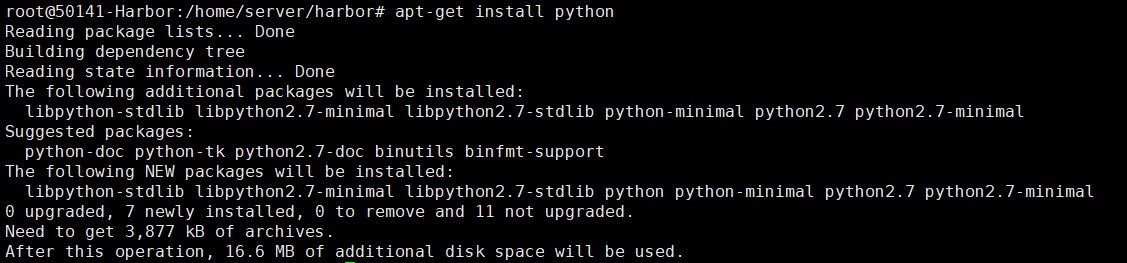 root@50141-Harbor:/home/server/harbor# apt-get install python
Reading package lists... Done
Building dependency tree
Reading state information... Done
The following additional packages will be installed:
  libpython-stdlib libpython2.7-minimal libpython2.7-stdlib python-minimal python2.7 python2.7-minimal
Suggested packages:
  python-doc python-tk python2.7-doc binutils binfmt-support
The following NEW packages will be installed:
  libpython-stdlib libpython2.7-minimal libpython2.7-stdlib python python-minimal python2.7 python2.7-minimal
0 upgraded, 7 newly installed, 0 to remove and 11 not upgraded.
Need to get 3,877 kB of archives.
After this operation, 16.6 MB of additional disk space will be used.